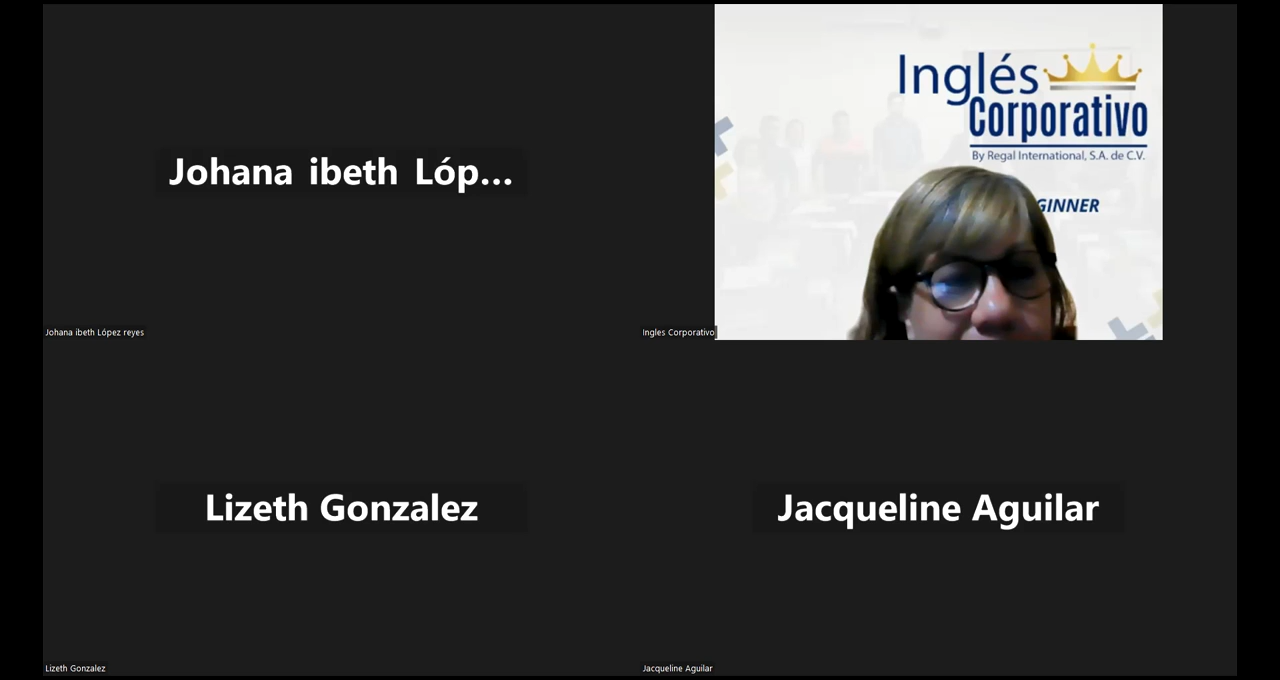 Johana ibeth Lóp...
Johana ibeth López reyes
Inglés
Corporativo
By Regal International, S.A. de C.V.
GINNER
Ingles Corporativo
Lizeth Gonzalez
Lizeth Gonzalez
Jacqueline Aguilar
Jacqueline Aguilar